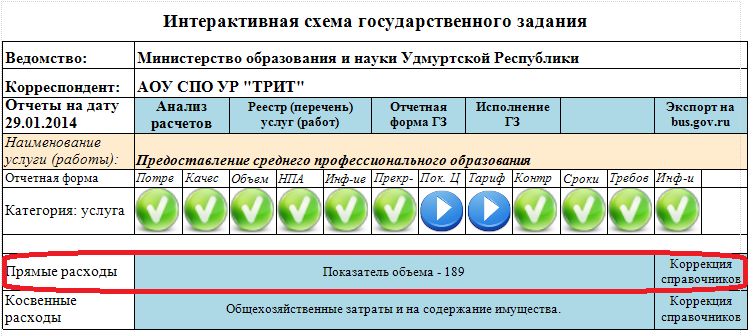 Интерактивная схема государственного задания
Ведомство: Министерство образования и науки Удмуртской Республики
Корреспондент: АОУ СПО УР "ТРИТ"
Отчеты на дату
29.01.2014
Анализ
расчетов
Реестр (перечень)
услуг (работ)
Отчетная
форма ГЗ
Исполнение
ГЗ
Экспорт на
bus.gov.ru
Наименование
услуги (работы): Предоставление среднего профессионального образования
Отчетная форма Потре Качес Объем НПА Инф-ие Прекр- Пок. Ц Тариф Контр Сроки Требов Инф-и
Категория: услуга
Прямые расходы Показатель объема - 189
Коррекция
справочников
Косвенные
расходы
Общехозяйственные затраты и на содержание имущества.
Коррекция
справочников